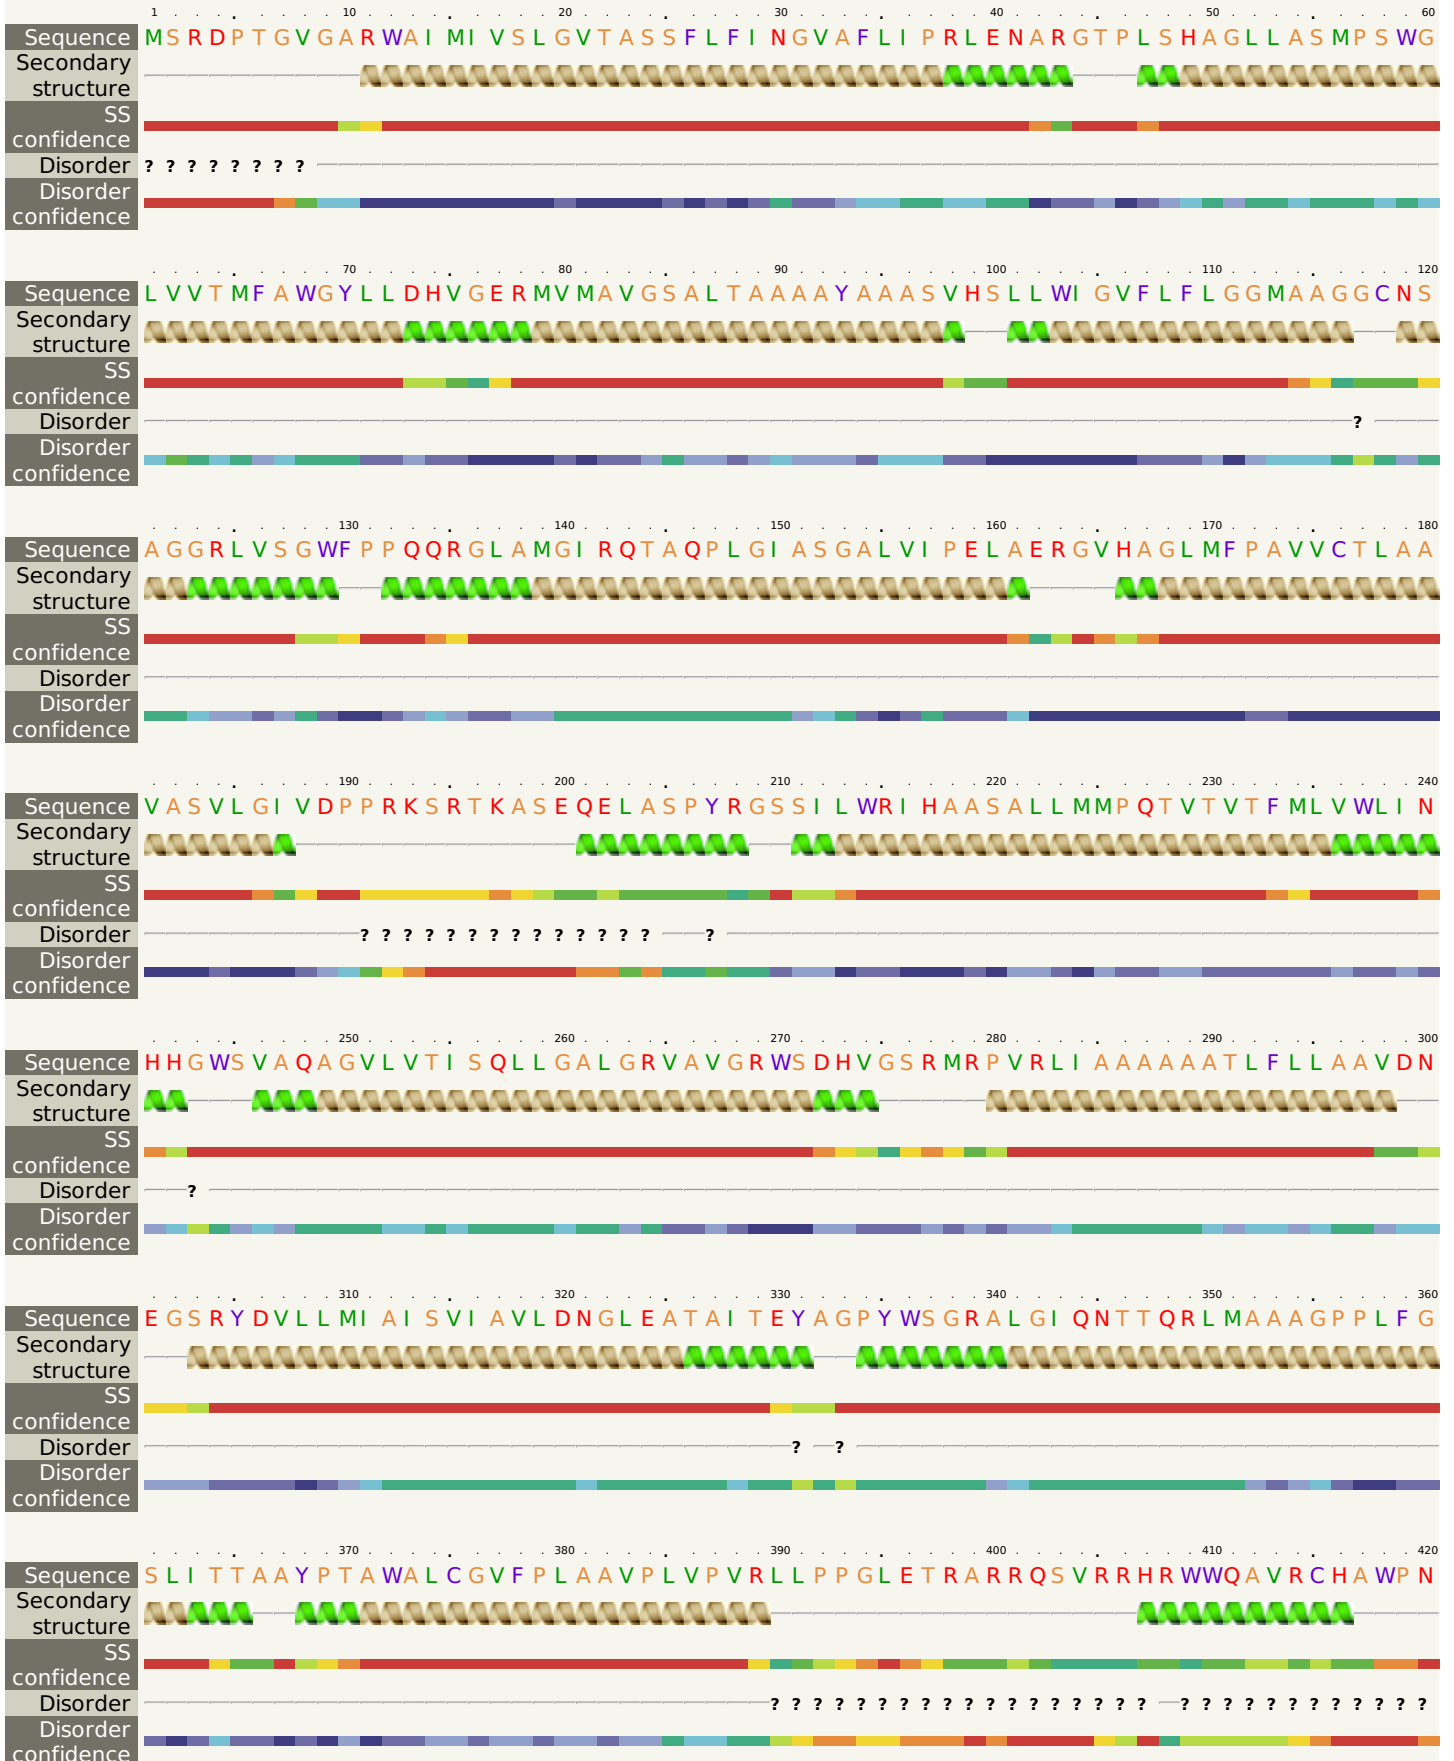 1 10 20 30 40 50 60
Sequence MSRDPTGVGARWAIMIVSLGVTASSFLFINGVAFLIPRLENARGTPLSHAGLLASMPSWG
Secondary
structure
SS
confidence
Disorder ? ? ? ? ? ? ? ?
Disorder
confidence
70 80 90 100 110 120
Sequence LVVTMFAWGYLLDHVGERMVMAVGSALTAAAAYAAASVHSLLWIGVFLFLGGMAAGGCNS
Secondary
structure
SS
confidence
Disorder ?
Disorder
confidence
130 140 150 160 170 180
Sequence AGGRLVSGWFPPQQRGLAMGIRQTAQPLGIASGALVIPELAERGVHAGLMFPAVVCTLAA
Secondary
structure
SS
confidence
Disorder
Disorder
confidence
190 200 210 220 230 240
Sequence VASVLGIVDPPRKSRTKASEQELASPYRGSSILWRIHAASALLMMPQTVTVTFMLVWLIN
Secondary
structure
SS
confidence
Disorder ? ? ? ? ? ? ? ? ? ? ? ? ? ? ?
Disorder
confidence
250 260 270 280 290 300
Sequence HHGWSVAQAGVLVTISQLLGALGRVAVGRWSDHVGSRMRPVRLIAAAAAATLFLLAAVDN
Secondary
structure
SS
confidence
Disorder ?
Disorder
confidence
310 320 330 340 350 360
Sequence EGSRYDVLLMIAISVIAVLDNGLEATAITEYAGPYWSGRALGIQNTTQRLMAAAGPPLFG
Secondary
structure
SS
confidence
Disorder ? ?
Disorder
confidence
370 380 390 400 410 420
Sequence SLITTAAYPTAWALCGVFPLAAVPLVPVRLLPPGLETRARRQSVRRHRWWQAVRCHAWPN
Secondary
structure
SS
confidence
Disorder ? ? ? ? ? ? ? ? ? ? ? ? ? ? ? ? ? ? ? ? ? ? ? ? ? ? ? ? ? ?
Disorder
confidence